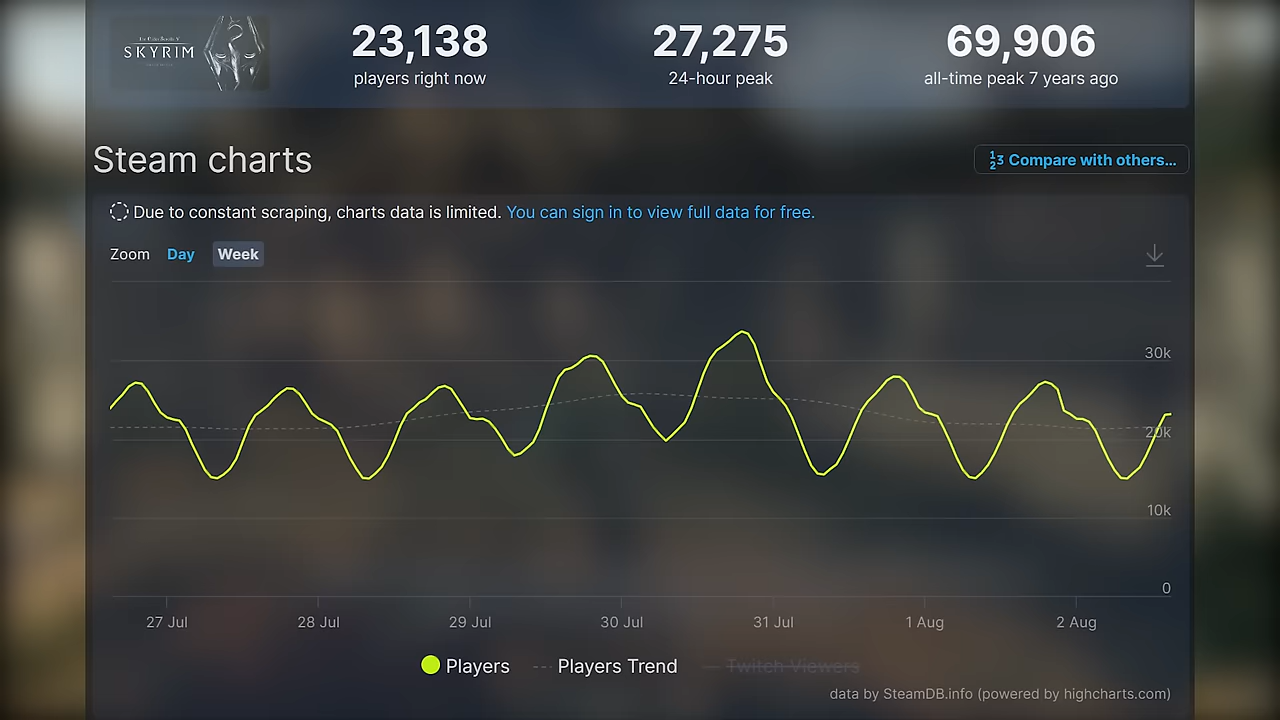 The Elder Scrolls V
SKYRIM
23,138
players right now
27,275
24-hour peak
69,906
all-time peak 7 years ago
Steam charts
Compare with others...
Due to constant scraping, charts data is limited. You can sign in to view full data for free.
Zoom Day Week
30k
20k
10k
0
27 Jul 28 Jul 29 Jul 30 Jul 31 Jul 1 Aug 2 Aug
Players Players Trend Twitch Viewers
data by SteamDB.info (powered by highcharts.com)